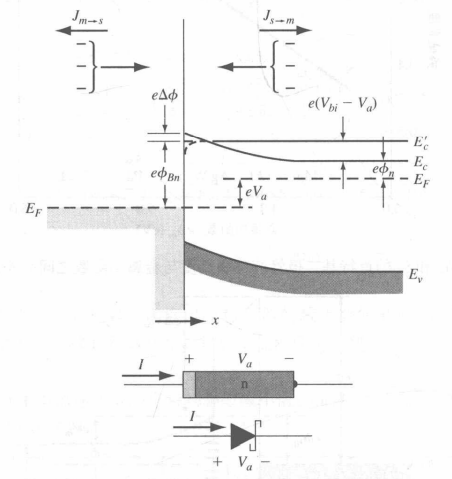 J_{m→s}
J_{s→m}
eΔϕ
e(V_{bi} − V_a)
E'_c
E_c
eϕ_{Bn}
eϕ_n
E_F
eV_a
E_F
E_v
x
+ V_a −
I
n
I
+ V_a −